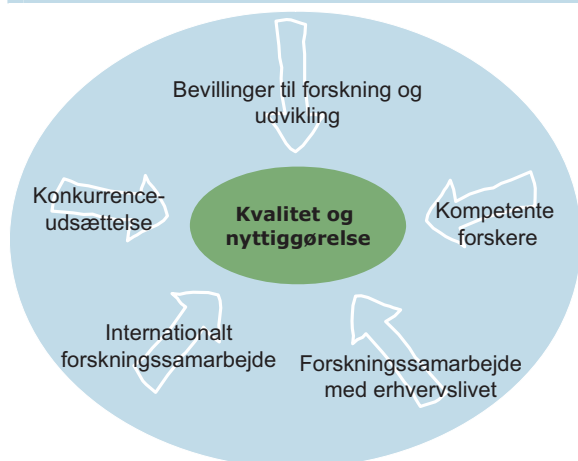 Bevillinger til forskning og
udvikling
Konkurrence-
udsættelse
Kvalitet og
nyttiggørelse
Kompetente
forskere
Internationalt
forskningssamarbejde
Forskningssamarbejde
med erhvervslivet